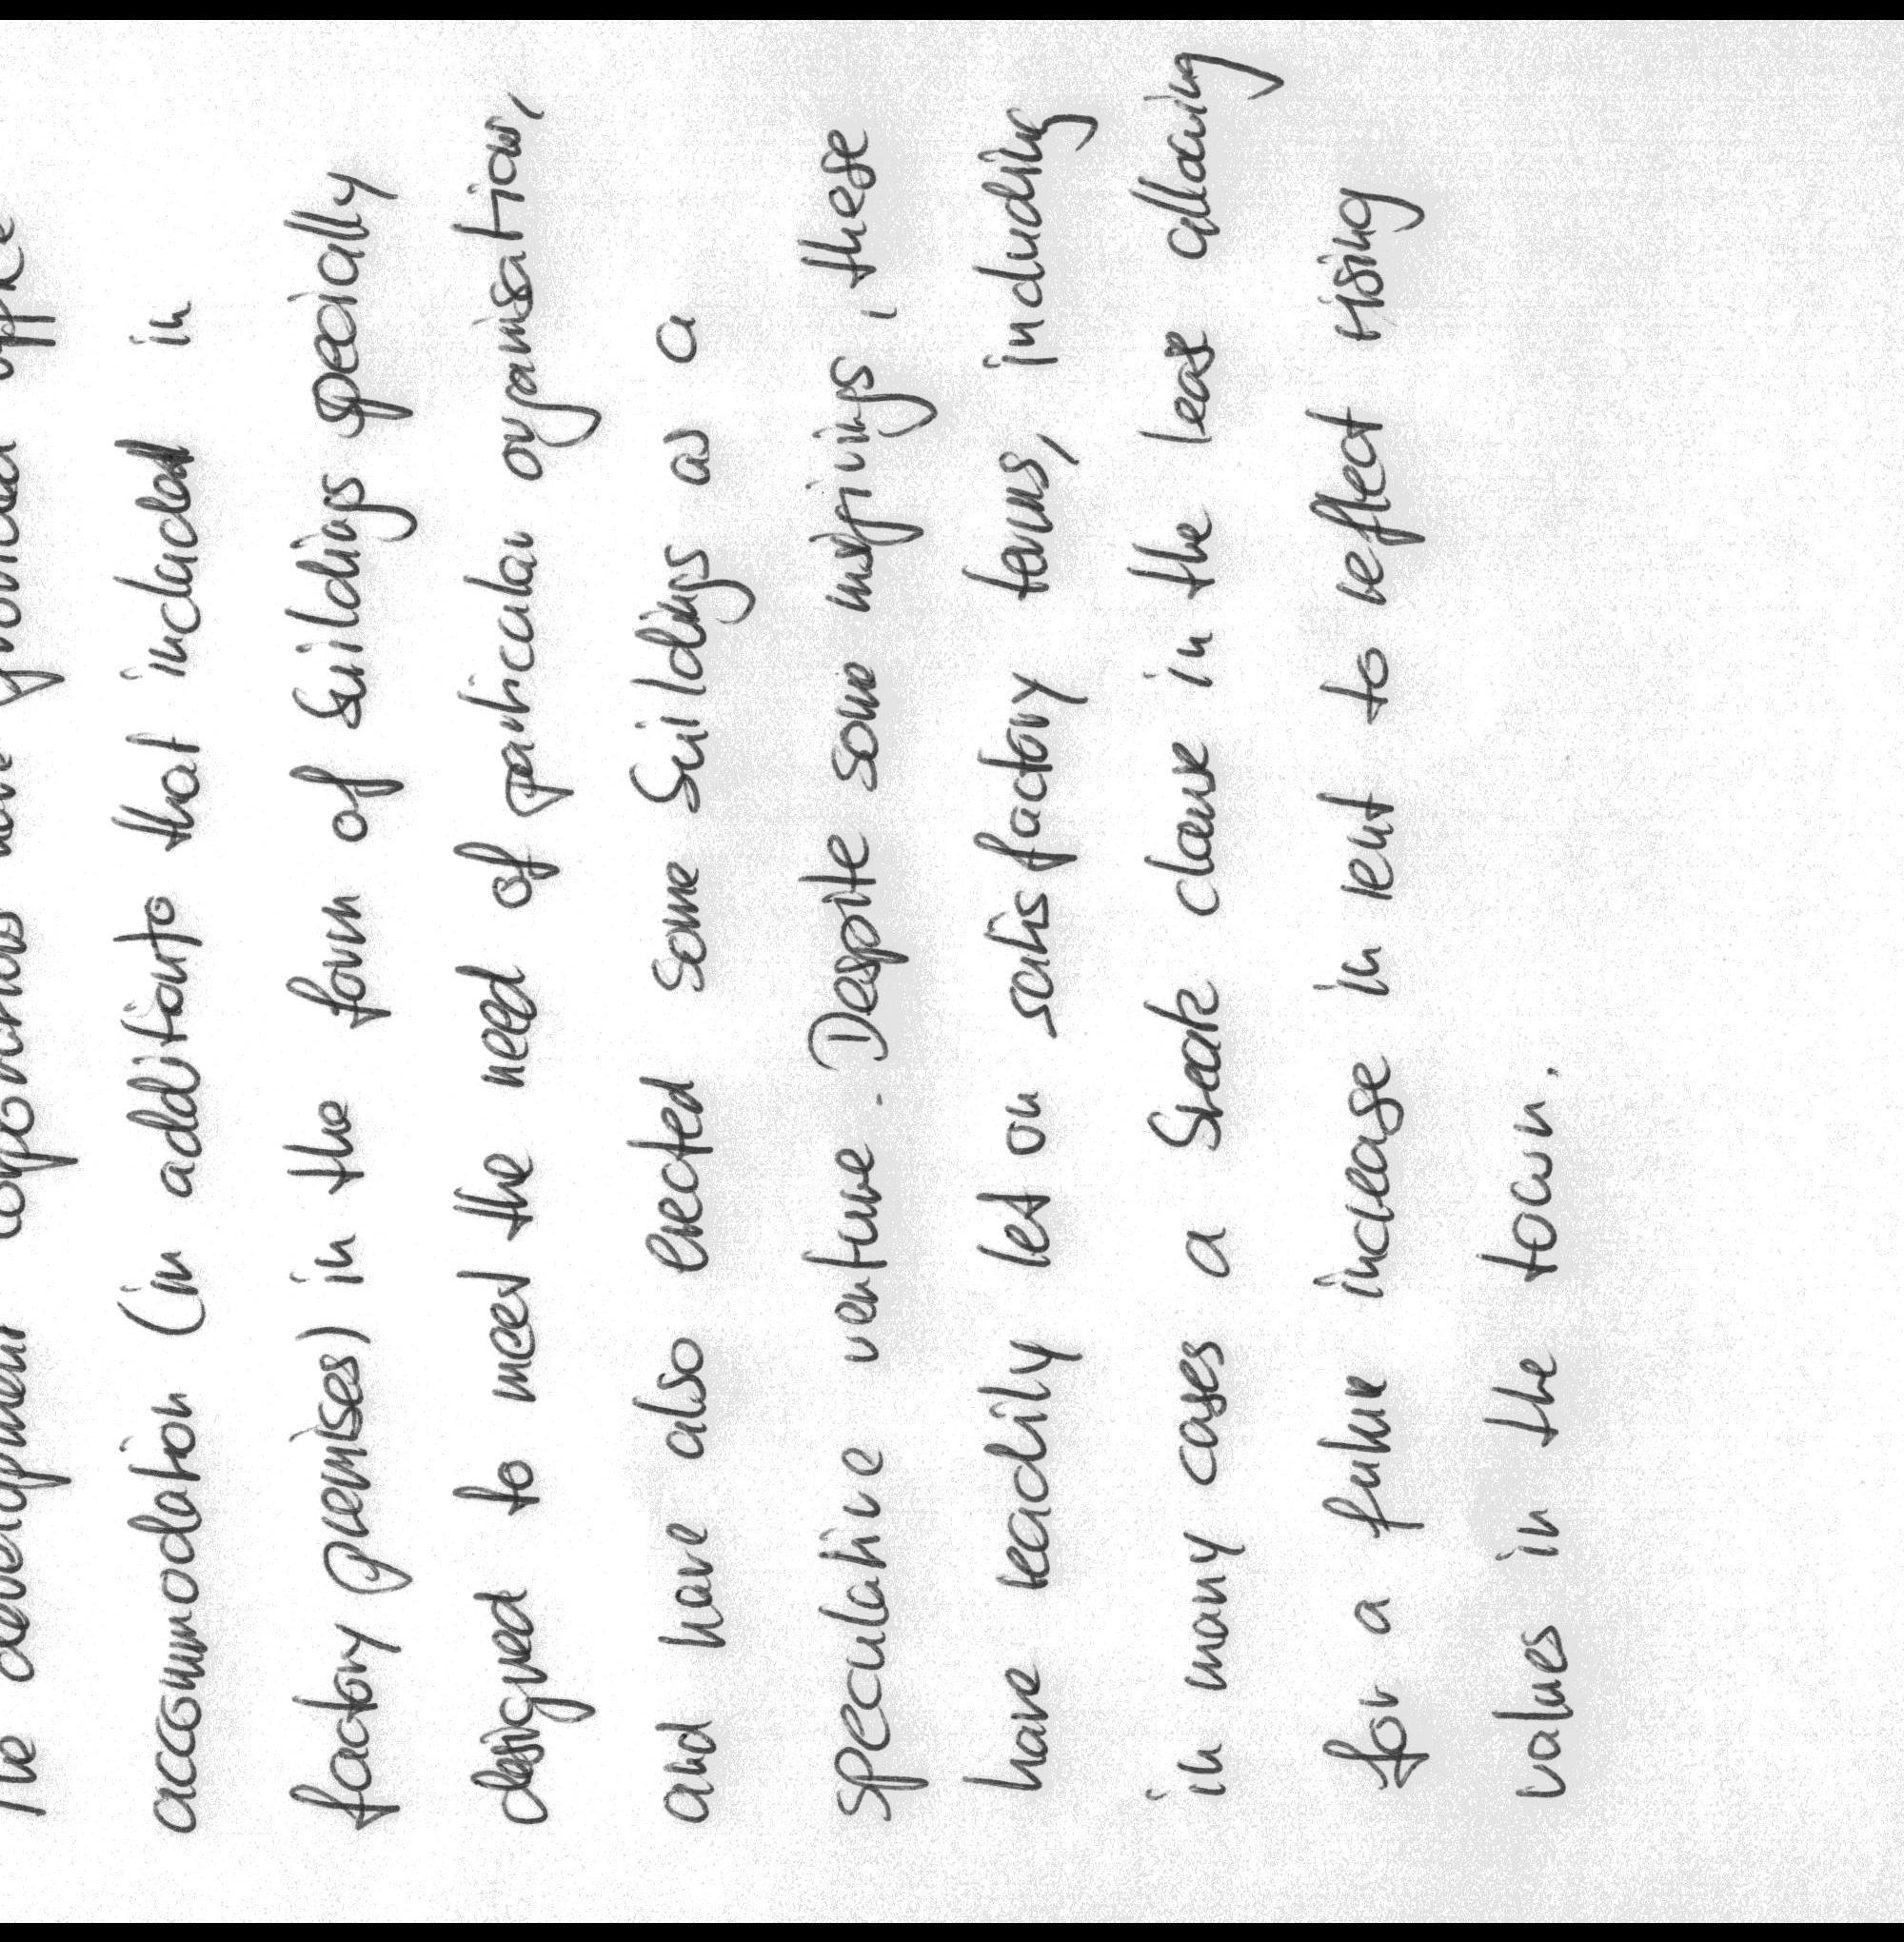 The development corporations have provided office
accommodation (in addition to that included in
factory premises) in the form of buildings specially
designed to meet the need of particular organisation,
and have also erected some buildings as a
speculative venture. Despite some misgivings, these
have readily let on satisfactory terms, including
in many cases a break clause in the lease allowing
for a future increase in rent to reflect rising
values in the town.